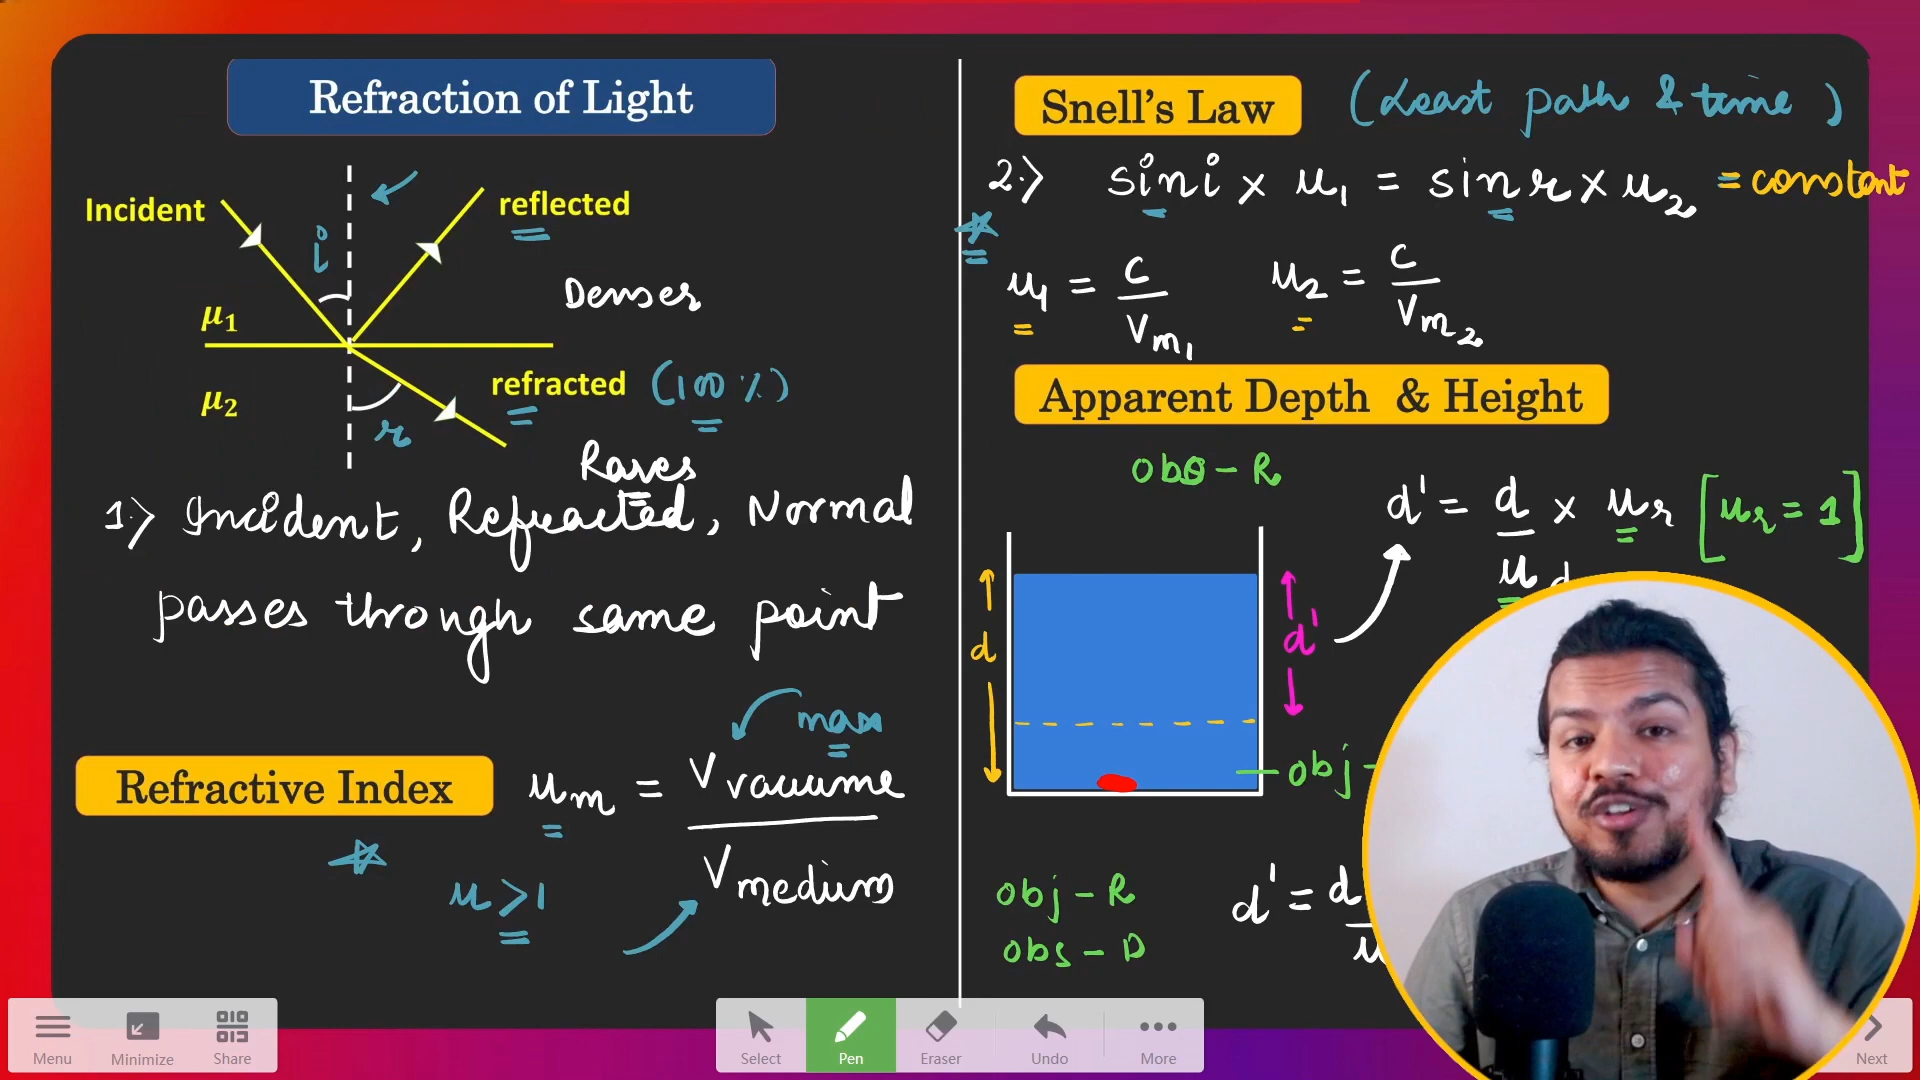 Refraction of Light
Incident
i
reflected
Denser
μ1
μ2
refracted (100%)
r
Rarer
1.) Incident, Refracted, Normal
passes through same point
Refractive Index
μm = Vvacuume / Vmedium
max
μ > 1
Snell's Law (Least path & time)
2.) sin i × μ1 = sin r × μ2 = constant
μ1 = c / Vm1 μ2 = c / Vm2
Apparent Depth & Height
obs - R
d' = d / μd × μr [μr = 1]
d
d'
obj -
obj - R
obs - D
d' = d / μ
Menu
Minimize
Share
Select
Pen
Eraser
Undo
More
Next